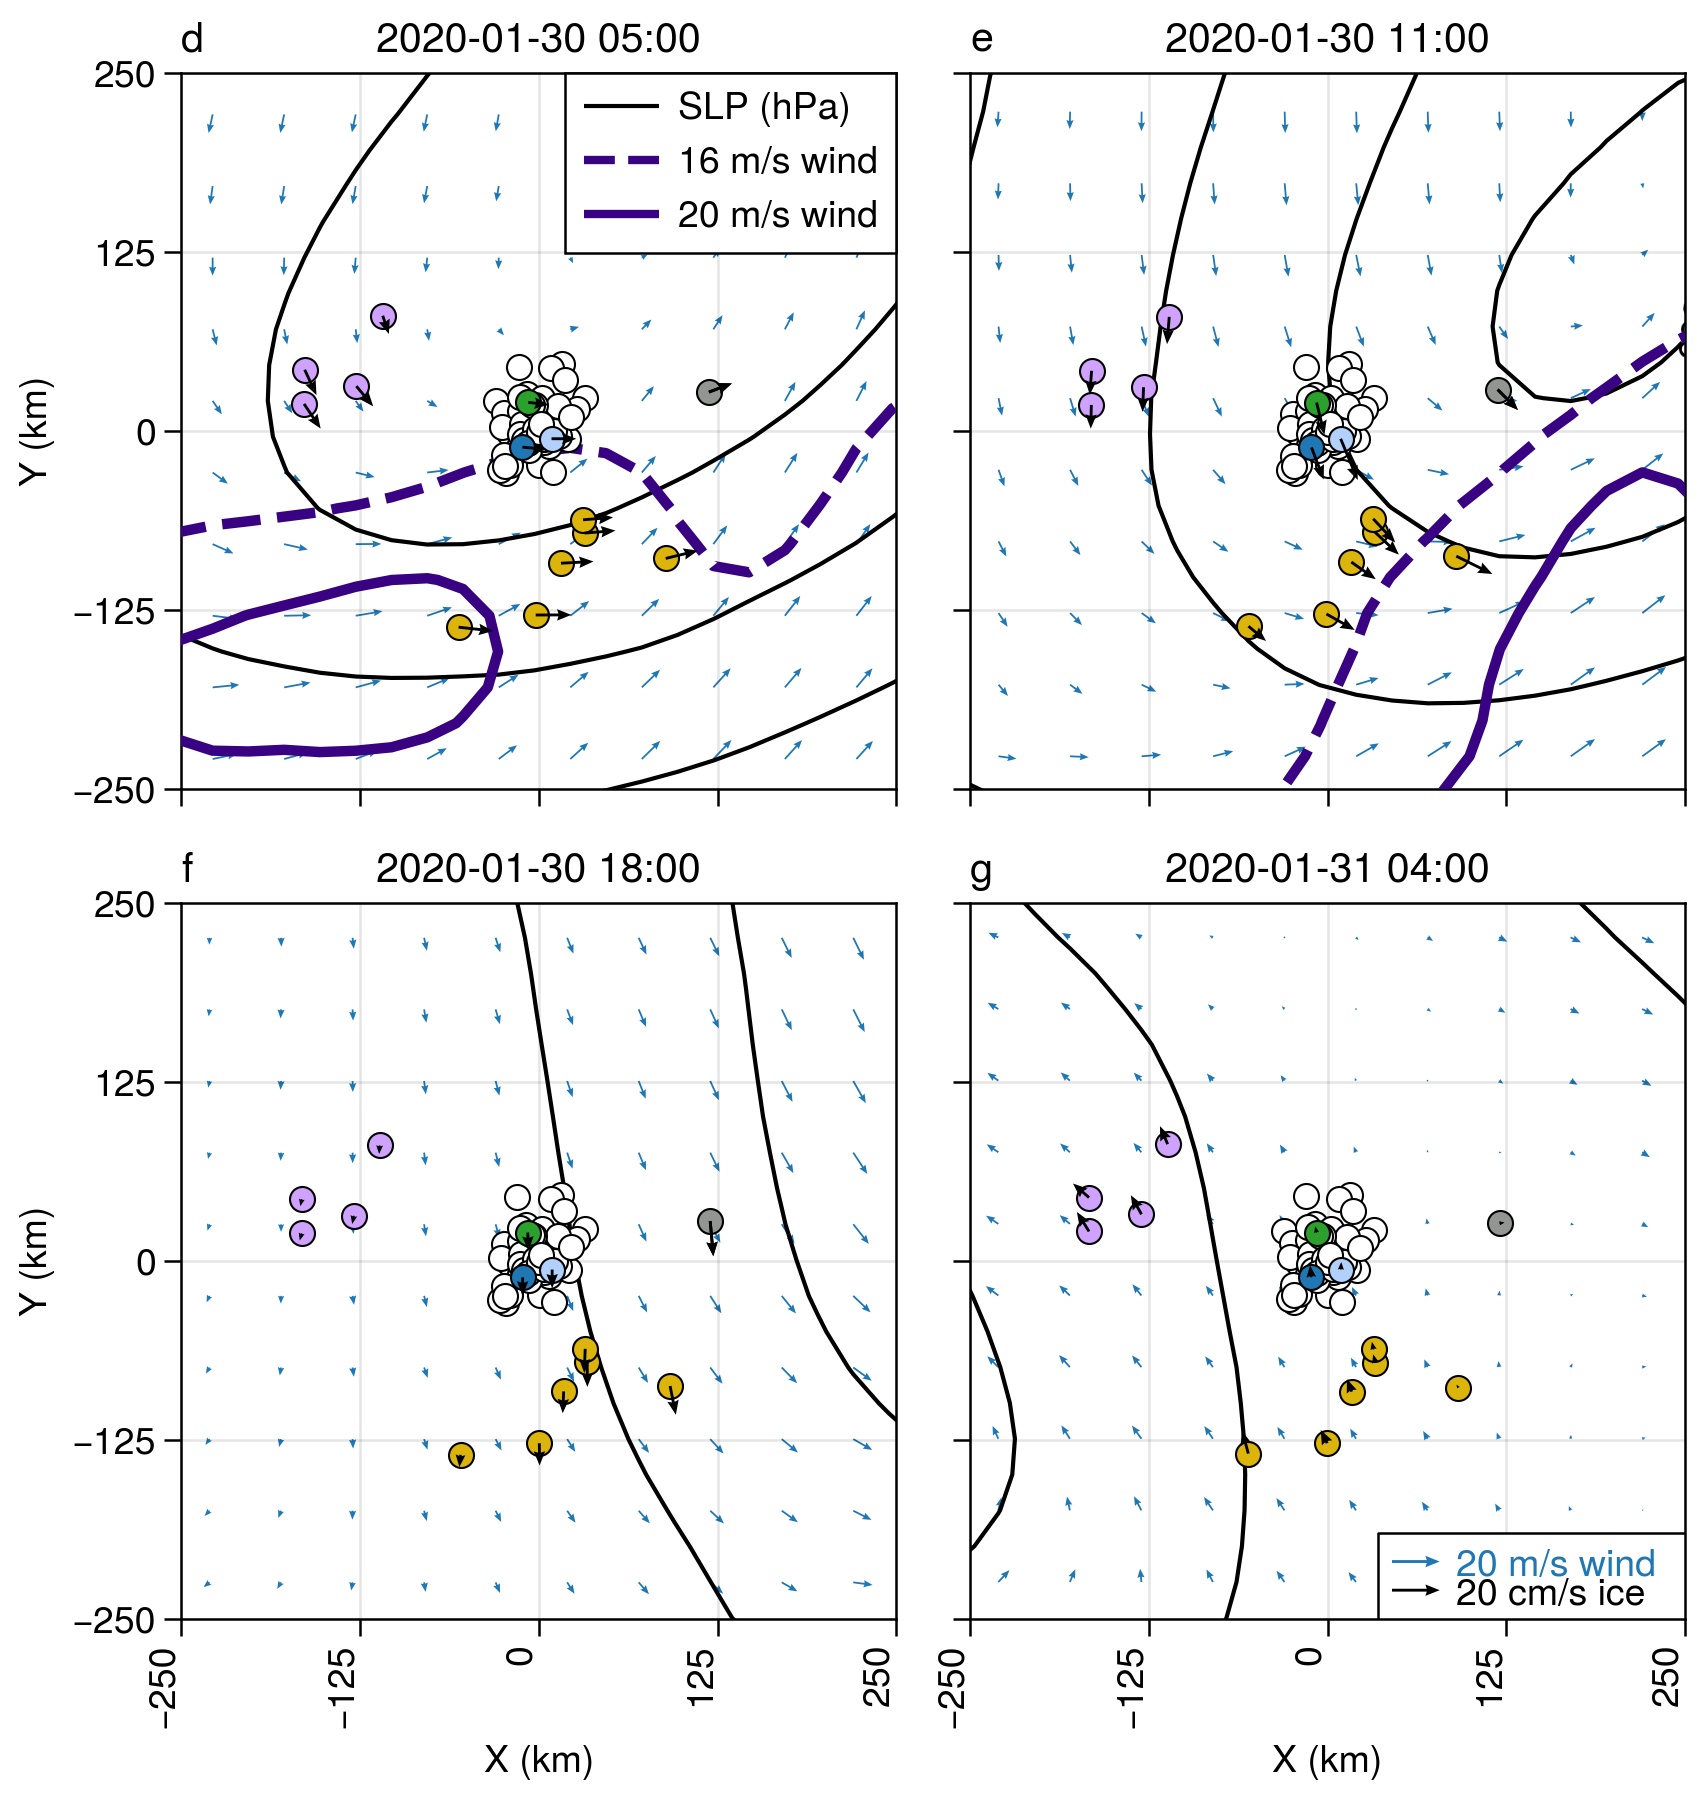 d 2020-01-30 05:00
e 2020-01-30 11:00
250
125
0
−125
−250
Y (km)
SLP (hPa)
16 m/s wind
20 m/s wind
f 2020-01-30 18:00
g 2020-01-31 04:00
250
125
0
−125
−250
Y (km)
20 m/s wind
20 cm/s ice
−250 −125 0 125 250
−250 −125 0 125 250
X (km)
X (km)